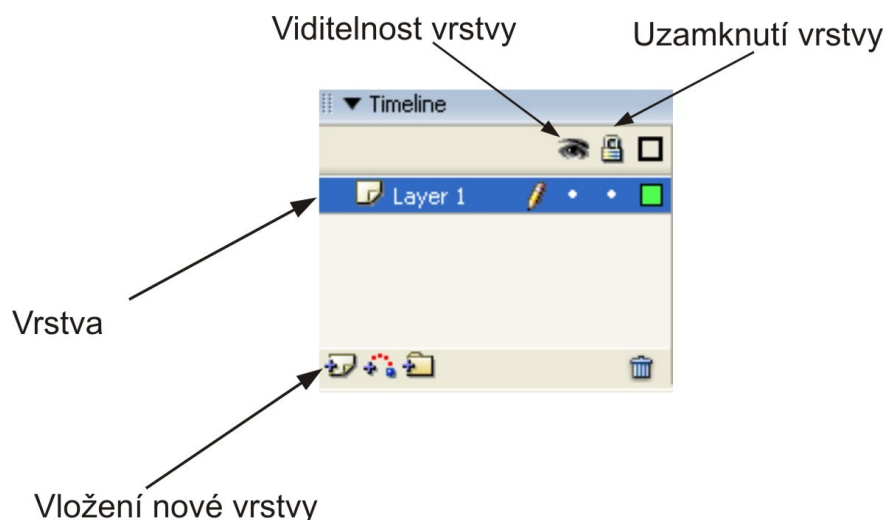 Viditelnost vrstvy
Uzamknutí vrstvy
Timeline
Layer 1
Vrstva
Vložení nové vrstvy